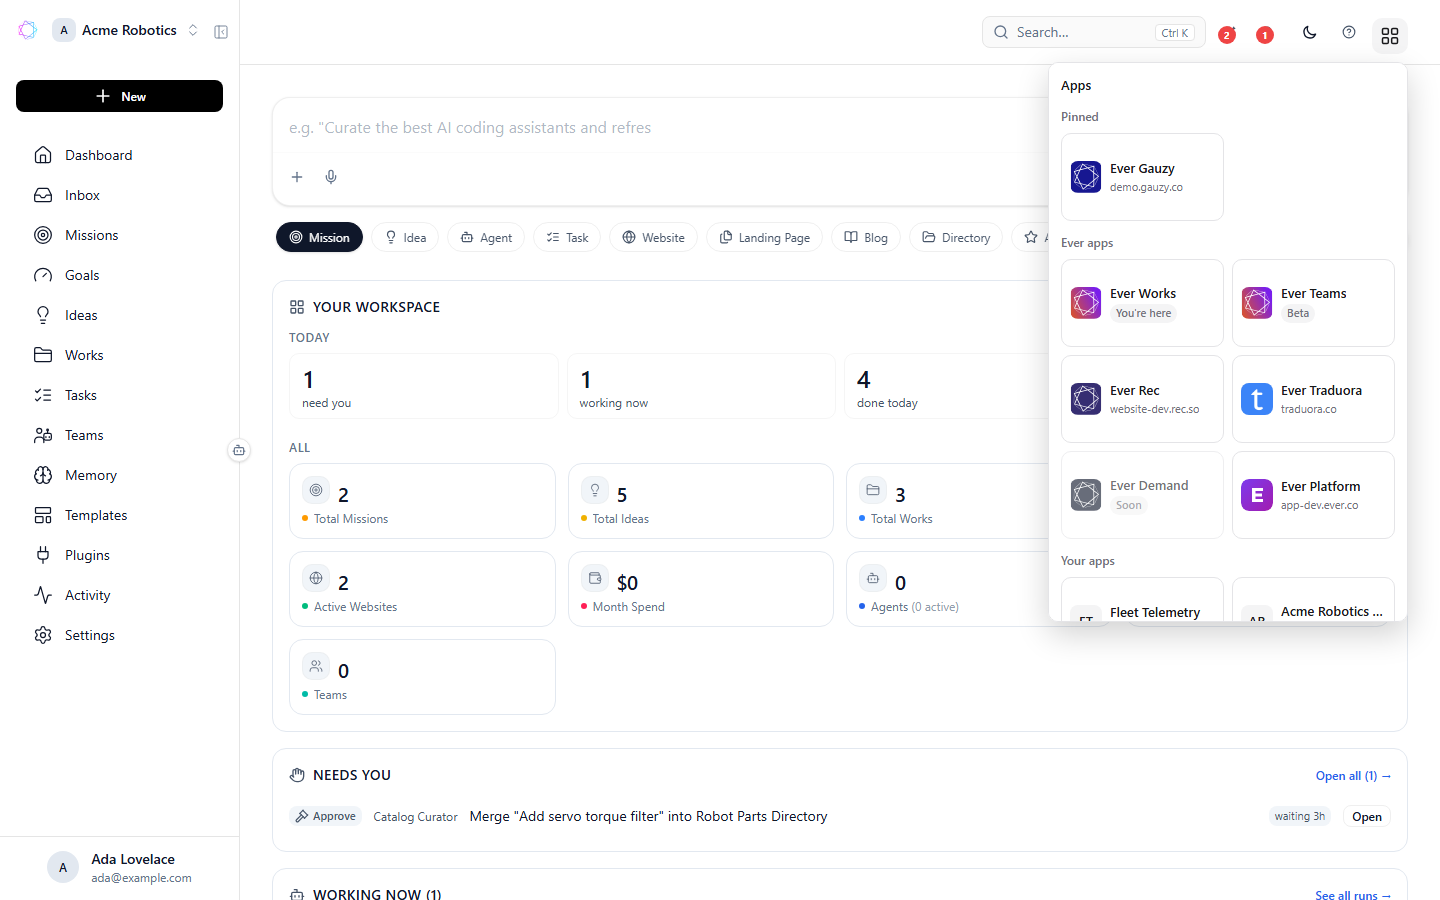 A
Acme Robotics
Search...
Ctrl K
2
1
New
Dashboard
Inbox
Missions
Goals
Ideas
Works
Tasks
Teams
Memory
Templates
Plugins
Activity
Settings
A
Ada Lovelace
ada@example.com
e.g. "Curate the best AI coding assistants and refres
Mission
Idea
Agent
Task
Website
Landing Page
Blog
Directory
YOUR WORKSPACE
TODAY
1
need you
1
working now
4
done today
ALL
2
Total Missions
5
Total Ideas
3
Total Works
2
Active Websites
$0
Month Spend
0
Agents (0 active)
0
Teams
NEEDS YOU
Open all (1) →
Approve
Catalog Curator
Merge "Add servo torque filter" into Robot Parts Directory
waiting 3h
Open
WORKING NOW (1)
See all runs →
Apps
Pinned
Ever Gauzy
demo.gauzy.co
Ever apps
Ever Works
You're here
Ever Teams
Beta
Ever Rec
website-dev.rec.so
t
Ever Traduora
traduora.co
Ever Demand
Soon
E
Ever Platform
app-dev.ever.co
Your apps
FT
Fleet Telemetry
AR
Acme Robotics ...